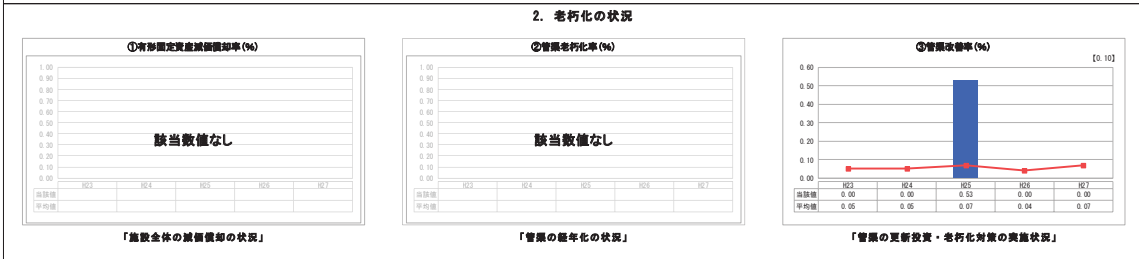 2. 老朽化の状況
①有形固定資産減価償却率(%)
1.00
0.90
0.80
0.70
0.60
0.50
0.40
0.30
0.20
0.10
0.00
該当数値なし
H23 H24 H25 H26 H27
当該値
平均値
「施設全体の減価償却の状況」
②管渠老朽化率(%)
1.00
0.90
0.80
0.70
0.60
0.50
0.40
0.30
0.20
0.10
0.00
該当数値なし
H23 H24 H25 H26 H27
当該値
平均値
「管渠の経年化の状況」
③管渠改善率(%)
【0.10】
0.60
0.50
0.40
0.30
0.20
0.10
0.00
H23 H24 H25 H26 H27
当該値 0.00 0.00 0.53 0.00 0.00
平均値 0.05 0.05 0.07 0.04 0.07
「管渠の更新投資・老朽化対策の実施状況」